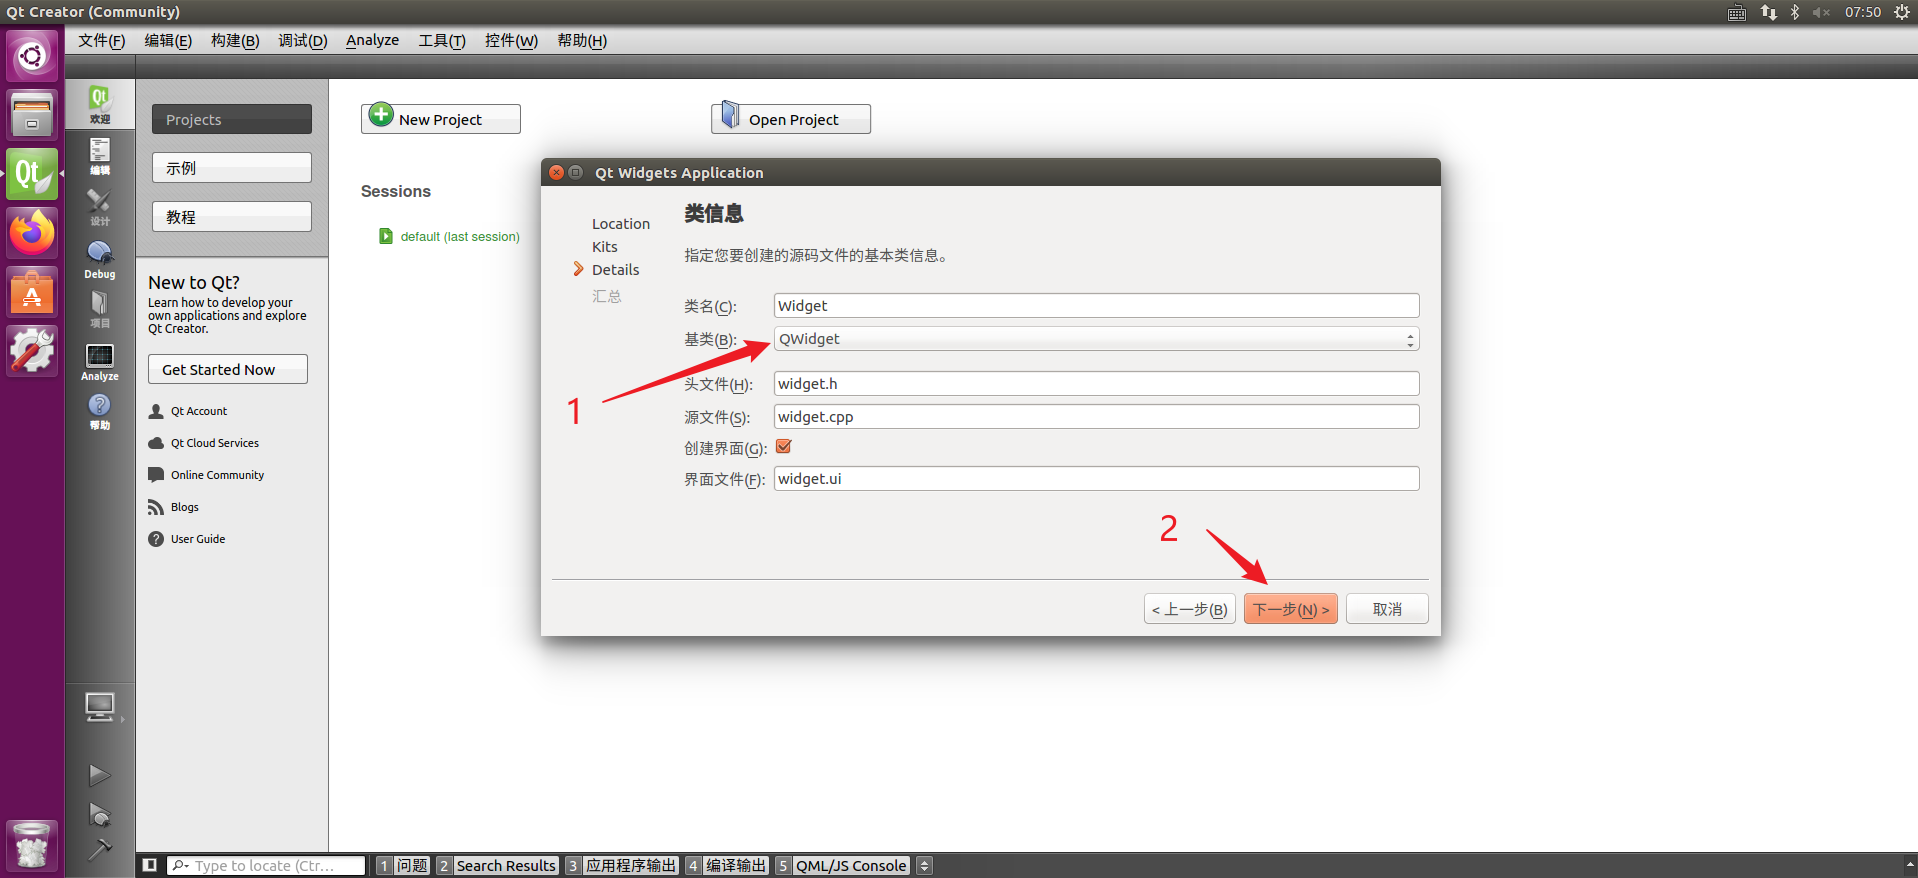 Qt Creator (Community)
07:50
文件(F) 编辑(E) 构建(B) 调试(D) Analyze 工具(T) 控件(W) 帮助(H)
Qt
欢迎
编辑
设计
Debug
项目
Analyze
帮助
Projects
示例
教程
New to Qt?
Learn how to develop your
own applications and explore
Qt Creator.
Get Started Now
Qt Account
Qt Cloud Services
Online Community
Blogs
User Guide
New Project
Open Project
Sessions
default (last session)
Qt Widgets Application
Location
Kits
Details
汇总
类信息
指定您要创建的源码文件的基本类信息。
类名(C): Widget
基类(B): QWidget
头文件(H): widget.h
源文件(S): widget.cpp
创建界面(G):
界面文件(F): widget.ui
1
2
< 上一步(B) 下一步(N) > 取消
Type to locate (Ctr...
1 问题 2 Search Results 3 应用程序输出 4 编译输出 5 QML/JS Console